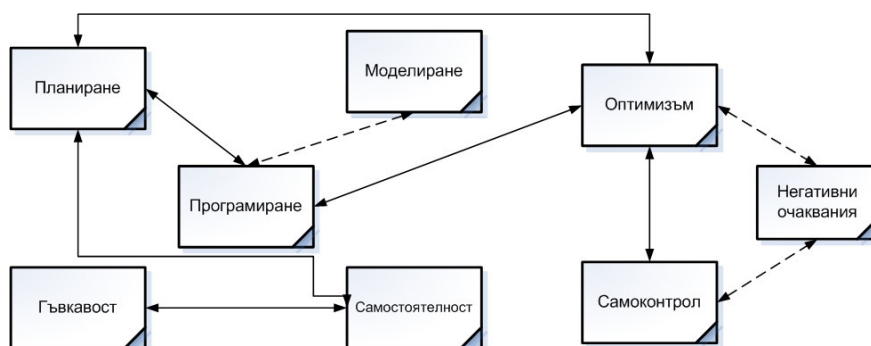 Планиране
Моделиране
Оптимизъм
Програмиране
Негативни
очаквания
Гъвкавост
Самостоятелност
Самоконтрол